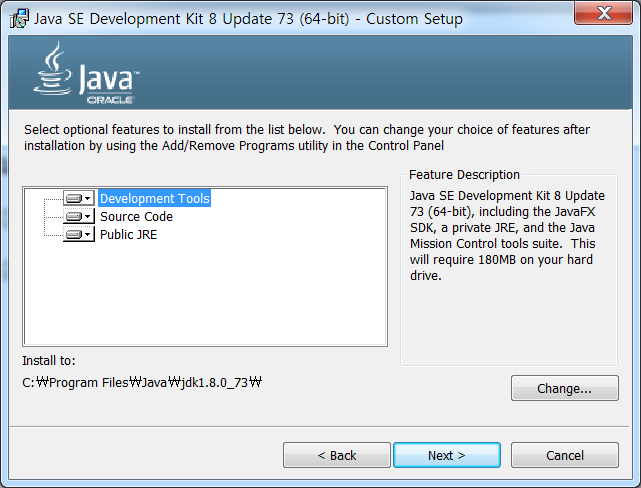 Java SE Development Kit 8 Update 73 (64-bit) - Custom Setup
Java™
ORACLE
Select optional features to install from the list below.  You can change your choice of features after
installation by using the Add/Remove Programs utility in the Control Panel
Development Tools
Source Code
Public JRE
Feature Description
Java SE Development Kit 8 Update
73 (64-bit), including the JavaFX
SDK, a private JRE, and the Java
Mission Control tools suite.  This
will require 180MB on your hard
drive.
Install to:
C:₩Program Files₩Java₩jdk1.8.0_73₩
Change...
< Back
Next >
Cancel